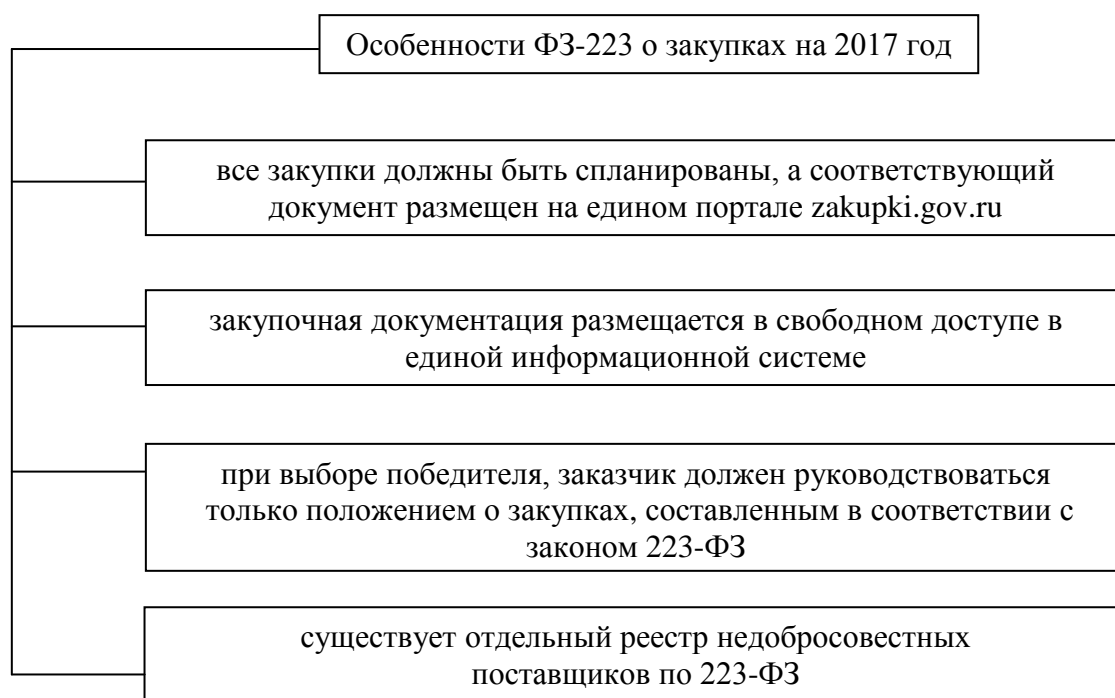 Особенности ФЗ-223 о закупках на 2017 год
все закупки должны быть спланированы, а соответствующий
документ размещен на едином портале zakupki.gov.ru
закупочная документация размещается в свободном доступе в
единой информационной системе
при выборе победителя, заказчик должен руководствоваться
только положением о закупках, составленным в соответствии с
законом 223-ФЗ
существует отдельный реестр недобросовестных
поставщиков по 223-ФЗ